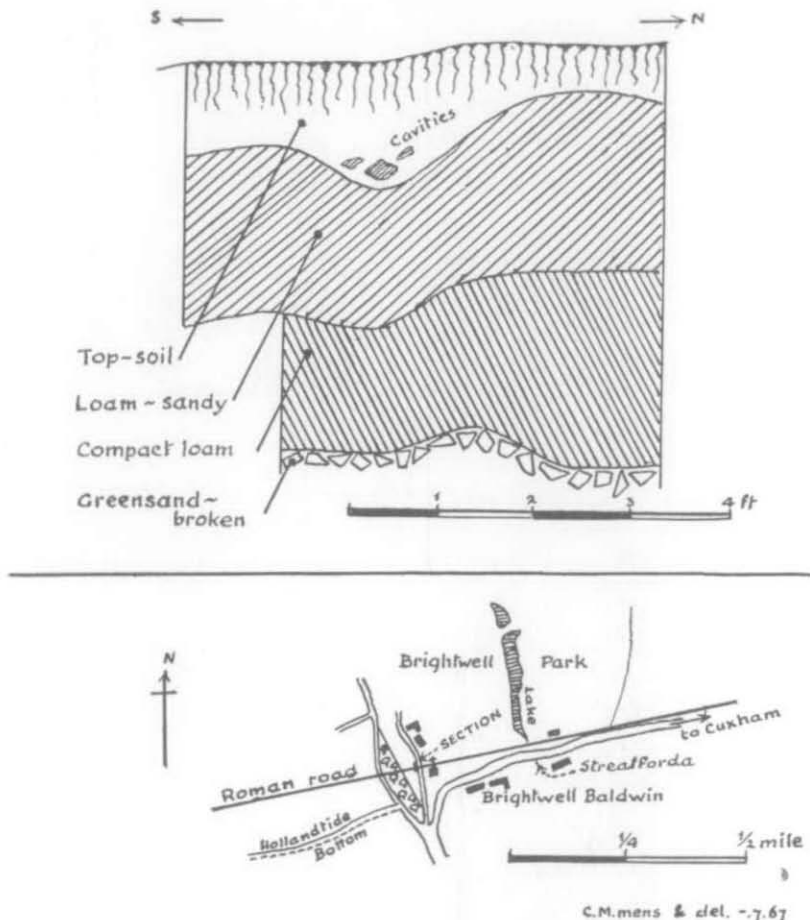 S N
Cavities
Top-soil
Loam ~ sandy
Compact loam
Greensand ~
broken
1 2 3 4 ft
N
Brightwell Park
Lake
SECTION
to Cuxham
Streatforda
Roman road
Brightwell Baldwin
Hollandtide
Bottom
1/4 1/2 mile
C.M. mens & del. -.7.67